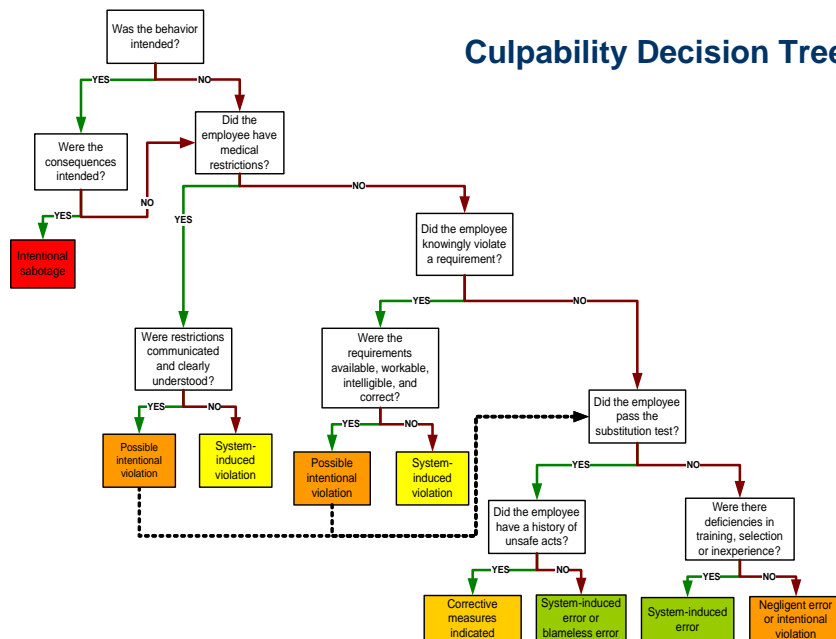 Culpability Decision Tree
Was the behavior
intended?
YES
NO
Were the
consequences
intended?
Did the
employee have
medical
restrictions?
YES
NO
Intentional
sabotage
YES
NO
Did the employee
knowingly violate
a requirement?
YES
NO
Were restrictions
communicated
and clearly
understood?
Were the
requirements
available, workable,
intelligible, and
correct?
YES
NO
YES
NO
Did the employee
pass the
substitution test?
Possible
intentional
violation
System-
induced
violation
Possible
intentional
violation
System-
induced
violation
YES
NO
Did the employee
have a history of
unsafe acts?
Were there
deficiencies in
training, selection
or inexperience?
YES
NO
YES
NO
Corrective
measures
indicated
System-induced
error or
blameless error
System-induced
error
Negligent error
or intentional
violation